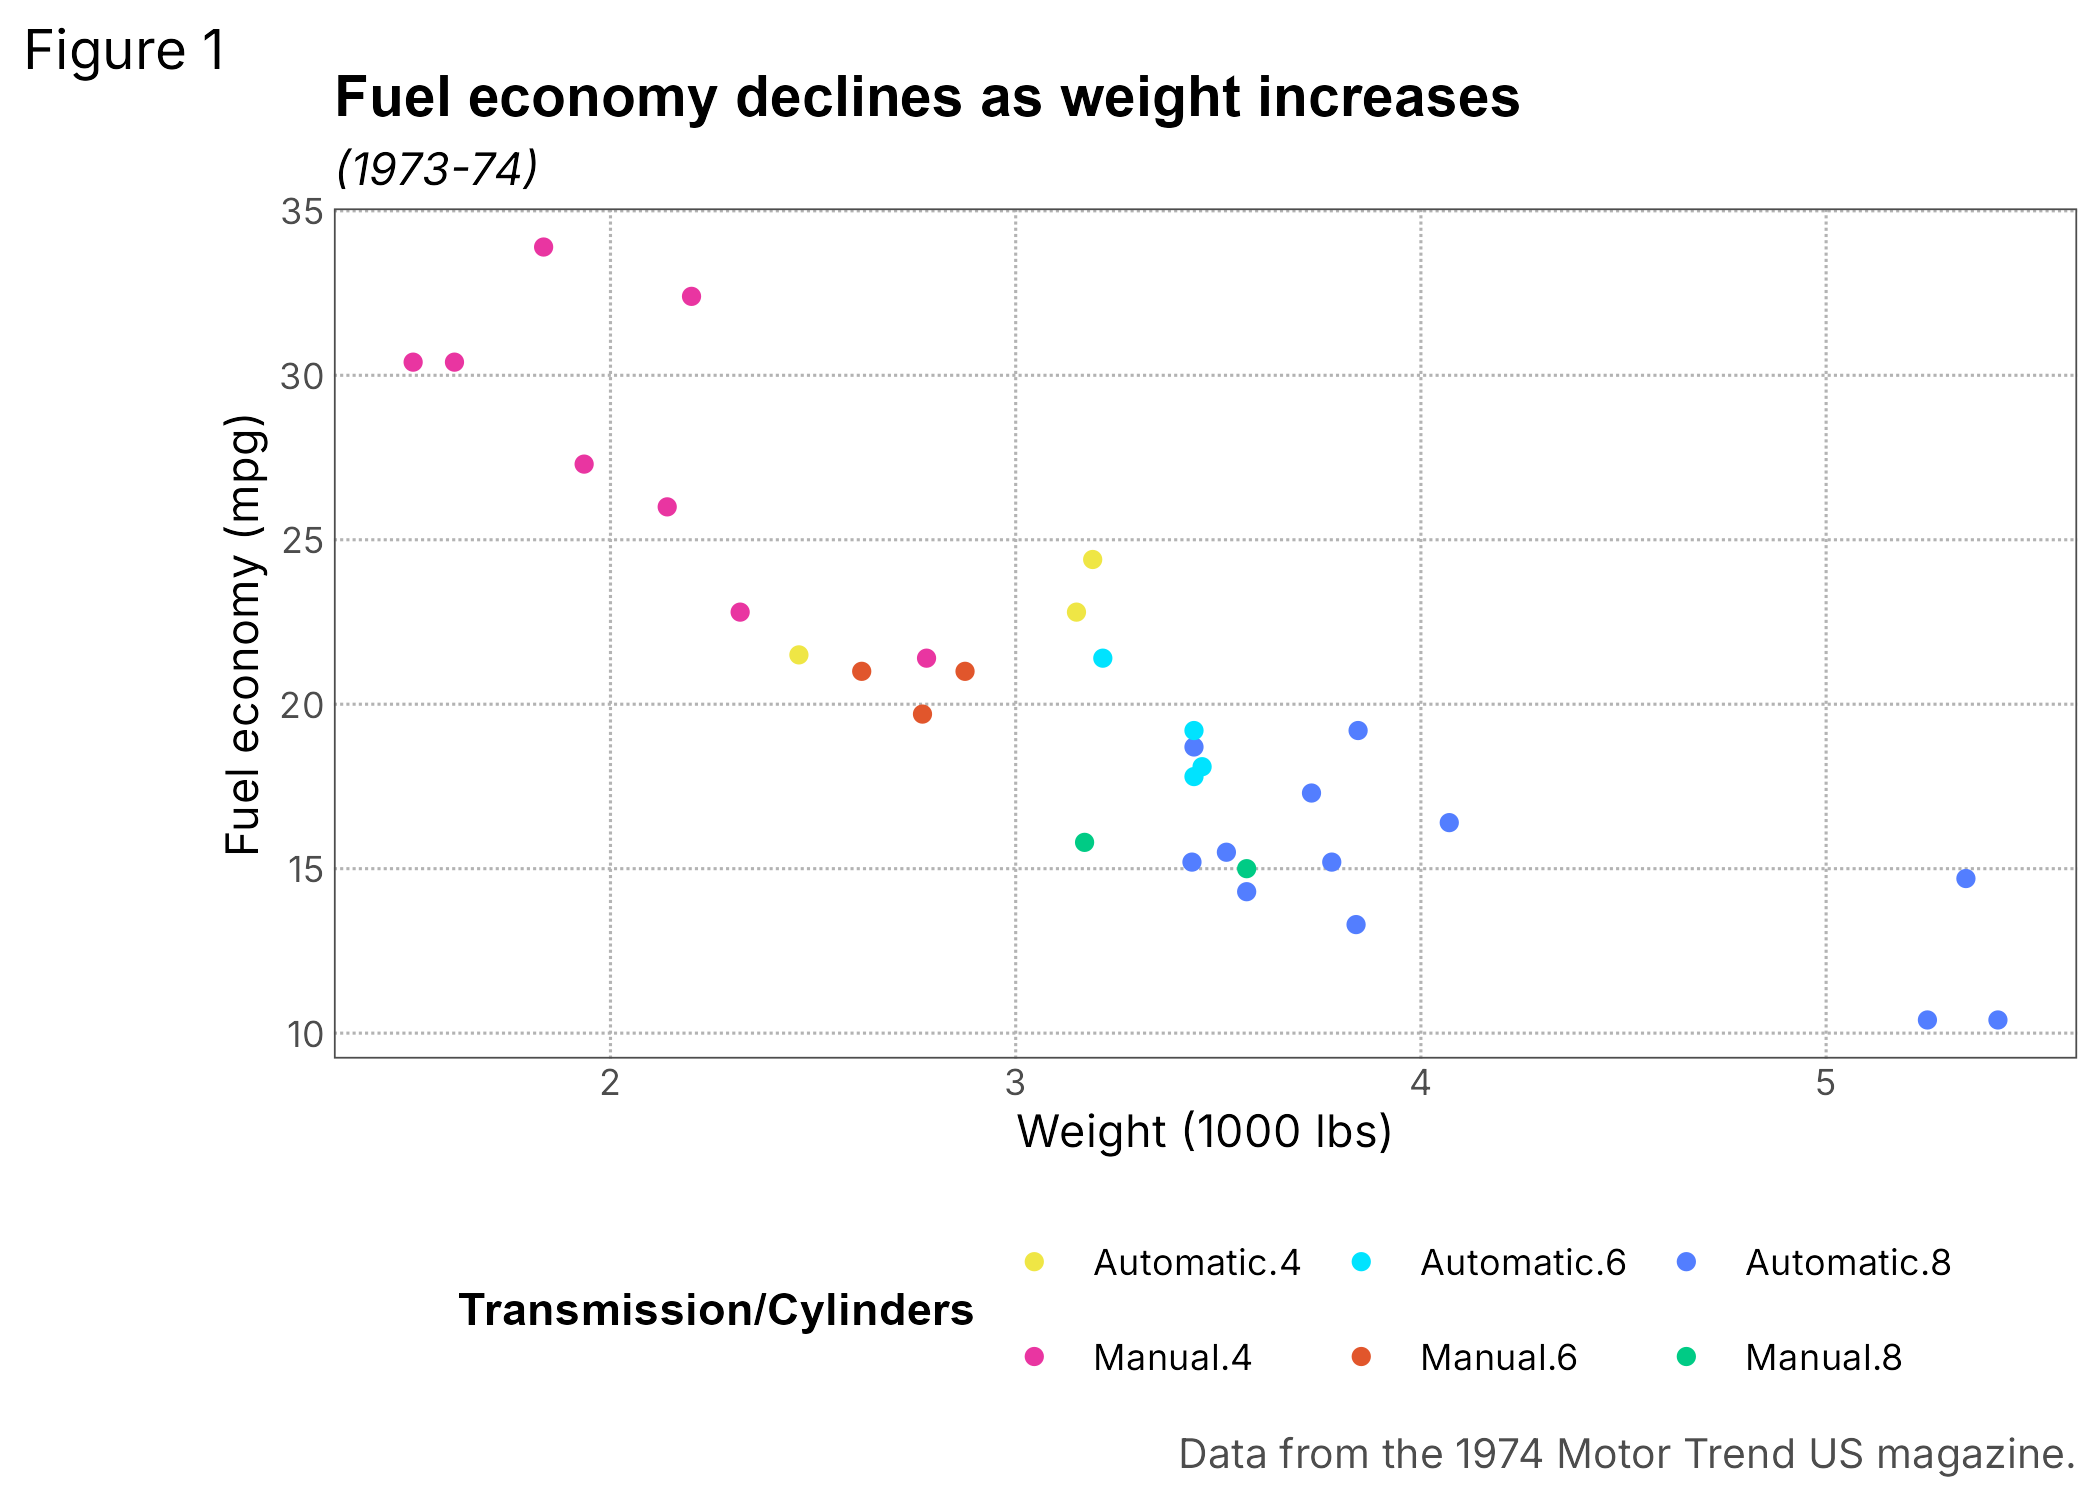 Figure 1
Fuel economy declines as weight increases
(1973-74)
35
30
25
20
15
10
Fuel economy (mpg)
2 3 4 5
Weight (1000 lbs)
Transmission/Cylinders
Automatic.4 Automatic.6 Automatic.8
Manual.4 Manual.6 Manual.8
Data from the 1974 Motor Trend US magazine.